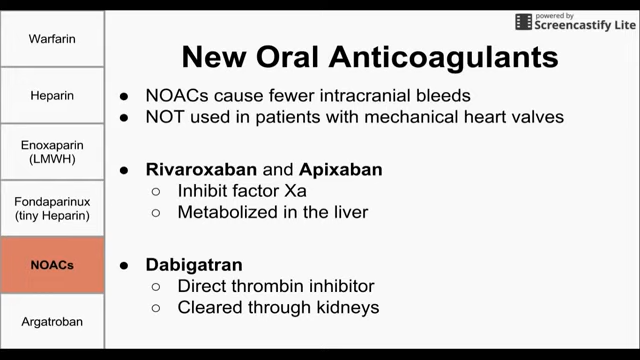 powered by
Screencastify Lite
Warfarin
Heparin
Enoxaparin
(LMWH)
Fondaparinux
(tiny Heparin)
NOACs
Argatroban
New Oral Anticoagulants
● NOACs cause fewer intracranial bleeds
● NOT used in patients with mechanical heart valves
● Rivaroxaban and Apixaban
○ Inhibit factor Xa
○ Metabolized in the liver
● Dabigatran
○ Direct thrombin inhibitor
○ Cleared through kidneys